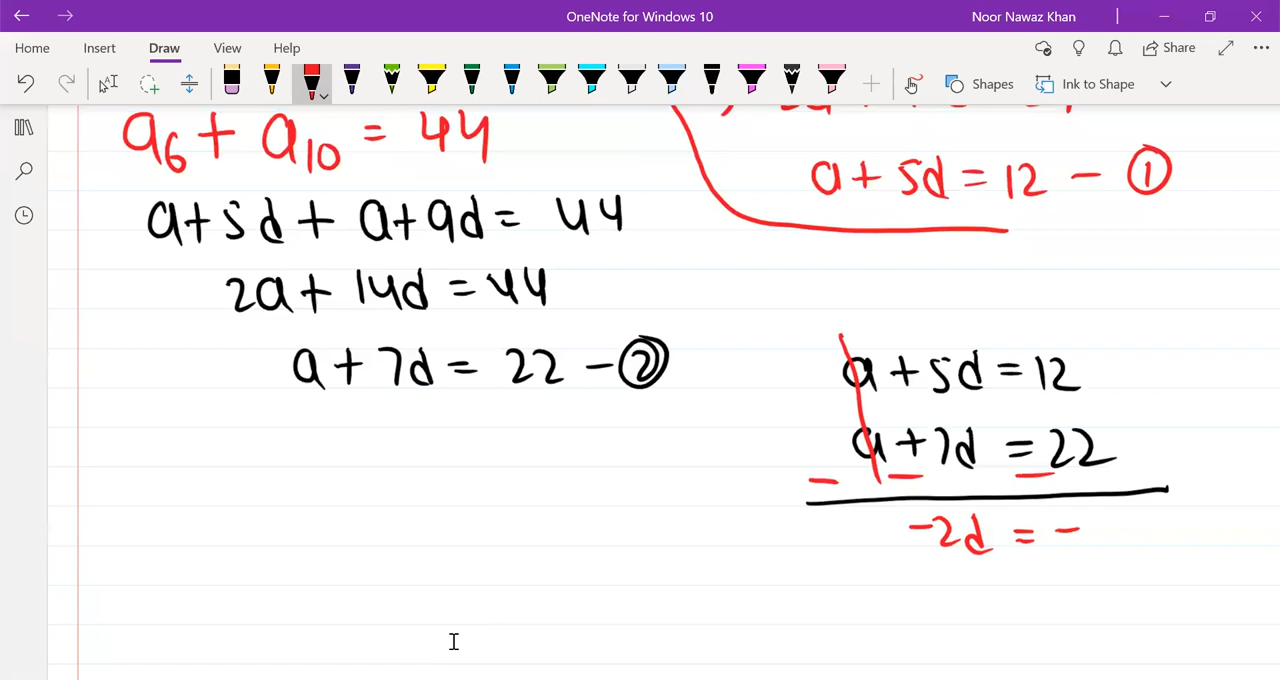 OneNote for Windows 10
Noor Nawaz Khan
Home Insert Draw View Help
Share
Shapes
Ink to Shape
a6 + a10 = 44
a + 5d + a + 9d = 44
2a + 14d = 44
a + 7d = 22 - ②
a + 5d = 12 - ①
a + 5d = 12
a + 7d = 22
- - -
-2d = -